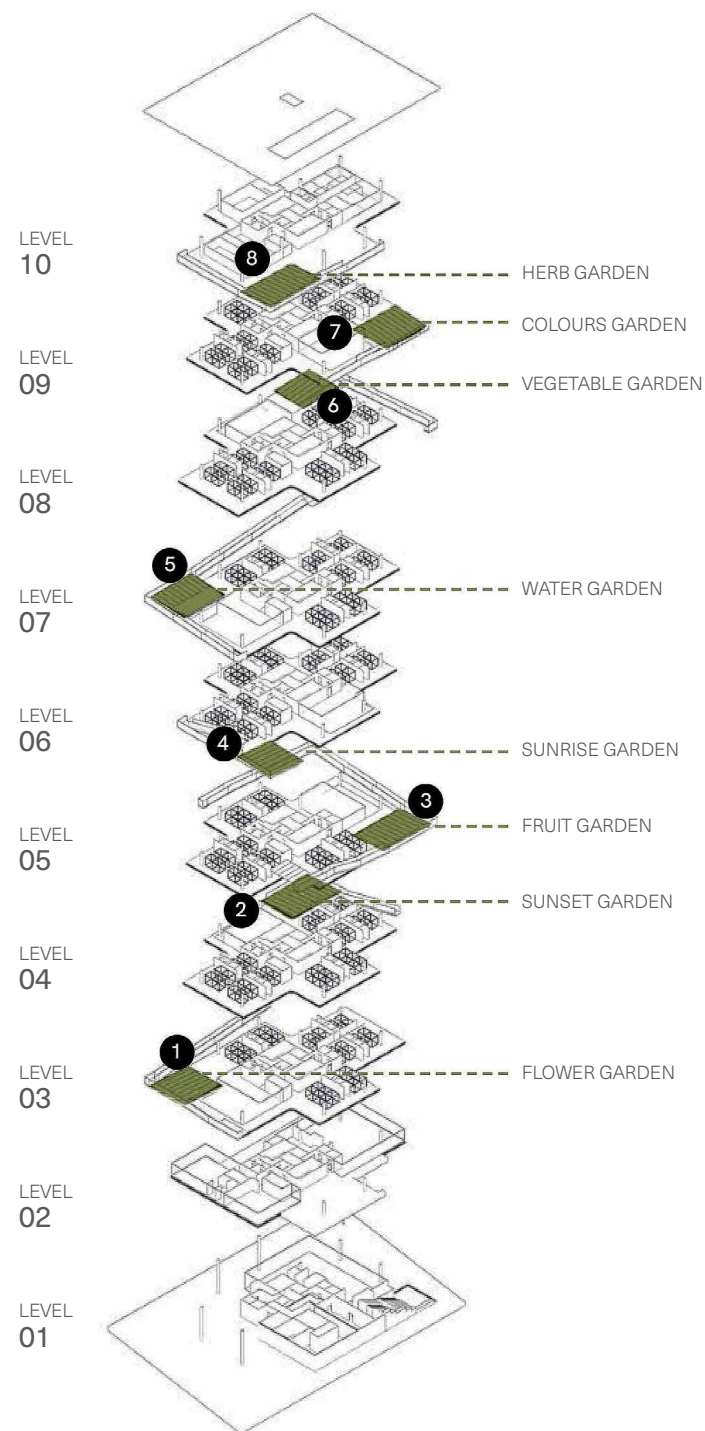 LEVEL
10
8
HERB GARDEN
7
COLOURS GARDEN
LEVEL
09
VEGETABLE GARDEN
6
LEVEL
08
5
WATER GARDEN
LEVEL
07
LEVEL
06
4
SUNRISE GARDEN
3
FRUIT GARDEN
LEVEL
05
2
SUNSET GARDEN
LEVEL
04
1
FLOWER GARDEN
LEVEL
03
LEVEL
02
LEVEL
01